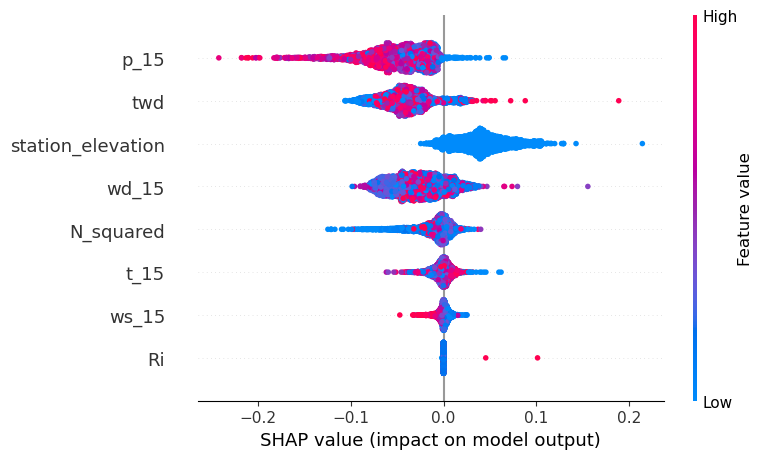 High
p_15
twd
station_elevation
wd_15
N_squared
t_15
ws_15
Ri
Feature value
Low
−0.2 −0.1 0.0 0.1 0.2
SHAP value (impact on model output)